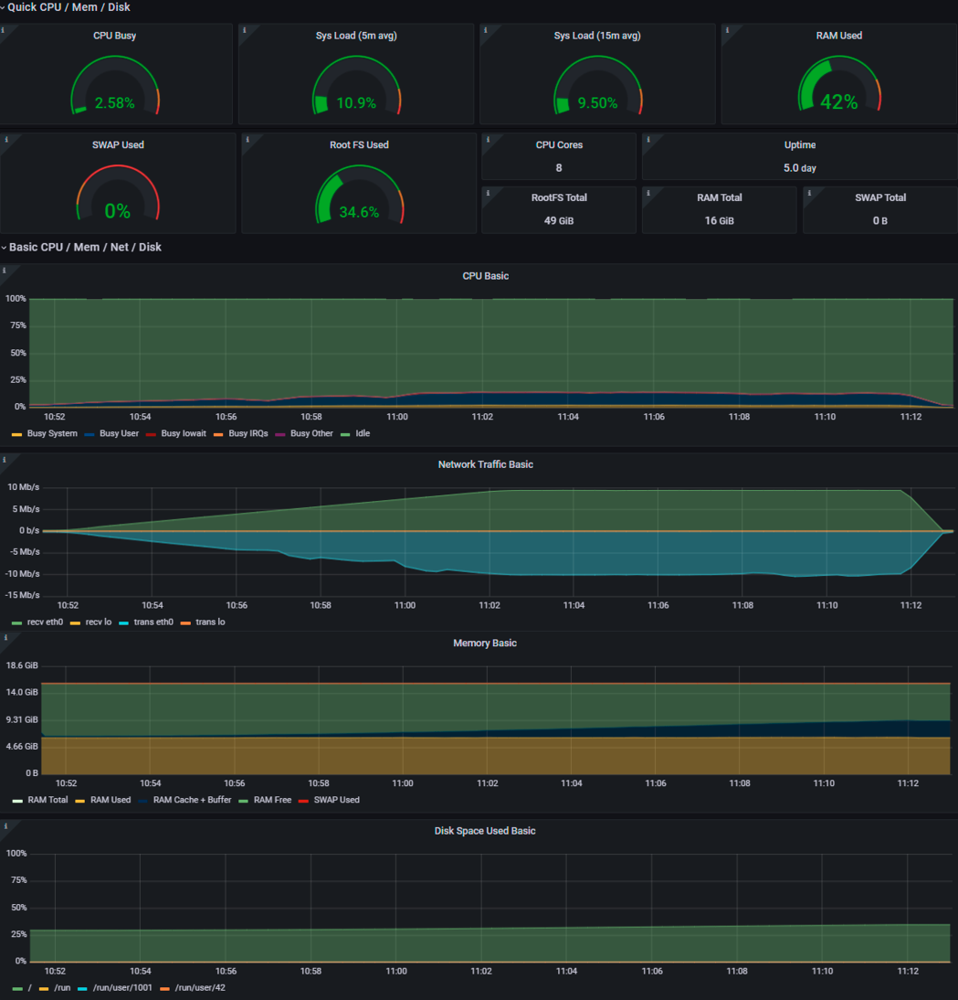 Quick CPU / Mem / Disk
CPU Busy
2.58%
Sys Load (5m avg)
10.9%
Sys Load (15m avg)
9.50%
RAM Used
42%
SWAP Used
0%
Root FS Used
34.6%
CPU Cores
8
Uptime
5.0 day
RootFS Total
49 GiB
RAM Total
16 GiB
SWAP Total
0 B
Basic CPU / Mem / Net / Disk
CPU Basic
100%
75%
50%
25%
0%
10:52 10:54 10:56 10:58 11:00 11:02 11:04 11:06 11:08 11:10 11:12
Busy System Busy User Busy Iowait Busy IRQs Busy Other Idle
Network Traffic Basic
10 Mb/s
5 Mb/s
0 b/s
-5 Mb/s
-10 Mb/s
-15 Mb/s
10:52 10:54 10:56 10:58 11:00 11:02 11:04 11:06 11:08 11:10 11:12
recv eth0 recv lo trans eth0 trans lo
Memory Basic
18.6 GiB
14.0 GiB
9.31 GiB
4.66 GiB
0 B
10:52 10:54 10:56 10:58 11:00 11:02 11:04 11:06 11:08 11:10 11:12
RAM Total RAM Used RAM Cache + Buffer RAM Free SWAP Used
Disk Space Used Basic
100%
75%
50%
25%
0%
10:52 10:54 10:56 10:58 11:00 11:02 11:04 11:06 11:08 11:10 11:12
/ /run /run/user/1001 /run/user/42